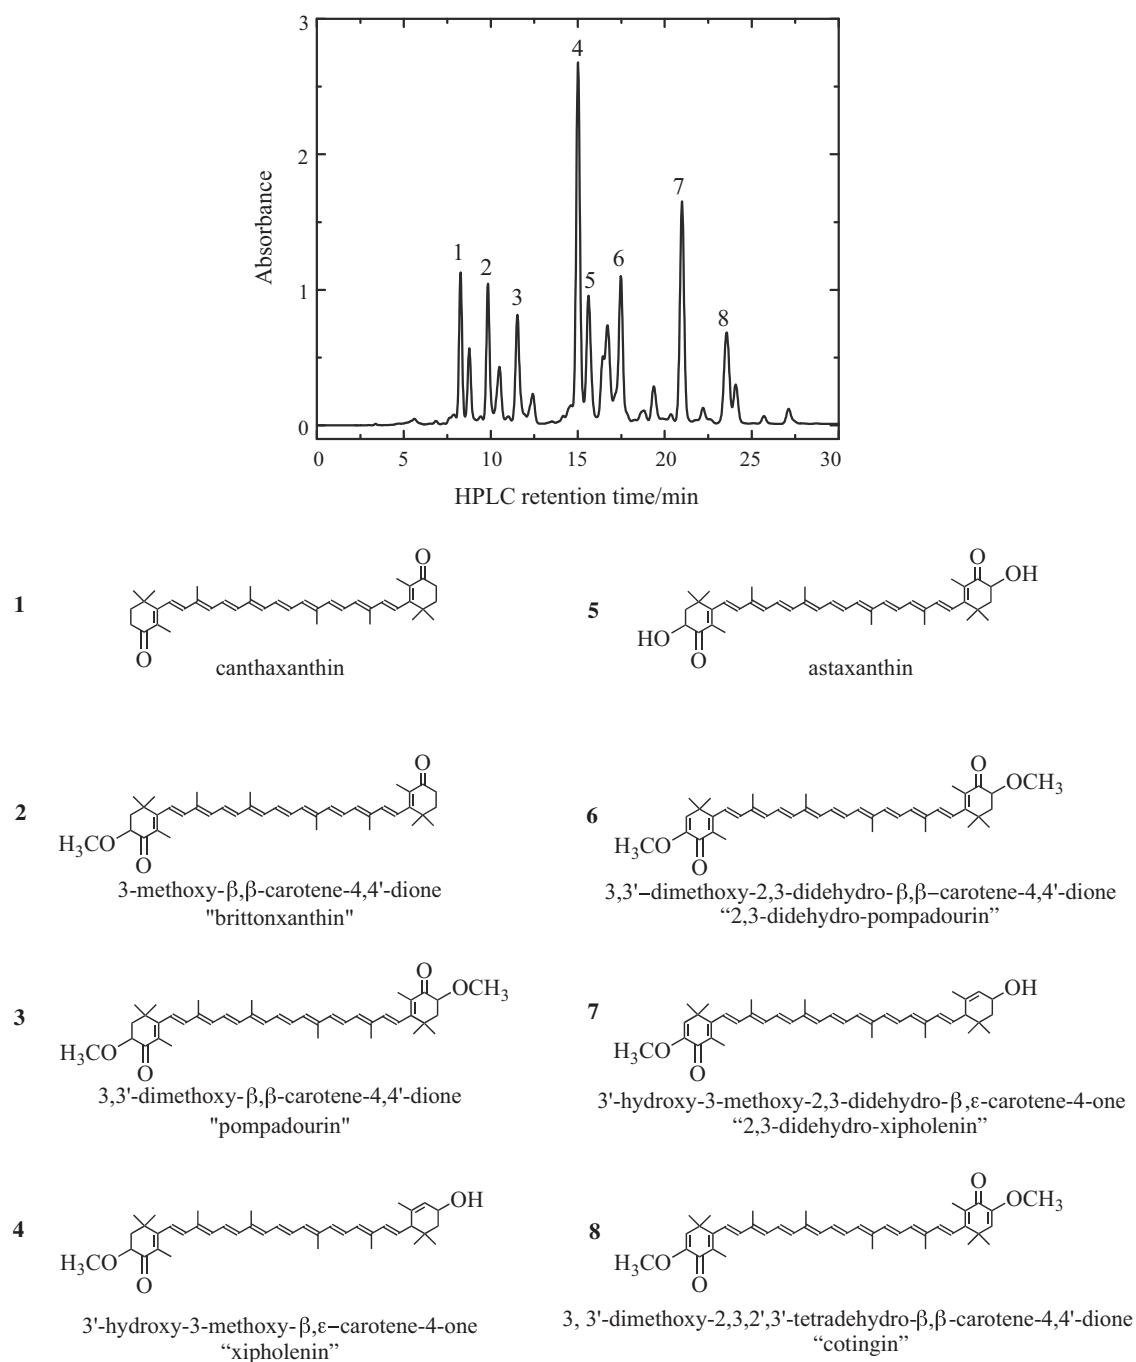 3
2
1
0
Absorbance
1
2
3
4
5
6
7
8
0 5 10 15 20 25 30
HPLC retention time/min
1
O
O
canthaxanthin
2
O
H₃CO
O
3-methoxy-β,β-carotene-4,4'-dione
"brittonxanthin"
3
O
OCH₃
H₃CO
O
3,3'-dimethoxy-β,β-carotene-4,4'-dione
"pompadourin"
4
OH
H₃CO
O
3'-hydroxy-3-methoxy-β,ε–carotene-4-one
“xipholenin”
5
O
OH
HO
O
astaxanthin
6
O
OCH₃
H₃CO
O
3,3'–dimethoxy-2,3-didehydro-β,β–carotene-4,4'-dione
“2,3-didehydro-pompadourin”
7
OH
H₃CO
O
3'-hydroxy-3-methoxy-2,3-didehydro-β,ε-carotene-4-one
“2,3-didehydro-xipholenin”
8
O
OCH₃
H₃CO
O
3, 3'-dimethoxy-2,3,2',3'-tetradehydro-β,β-carotene-4,4'-dione
“cotingin”